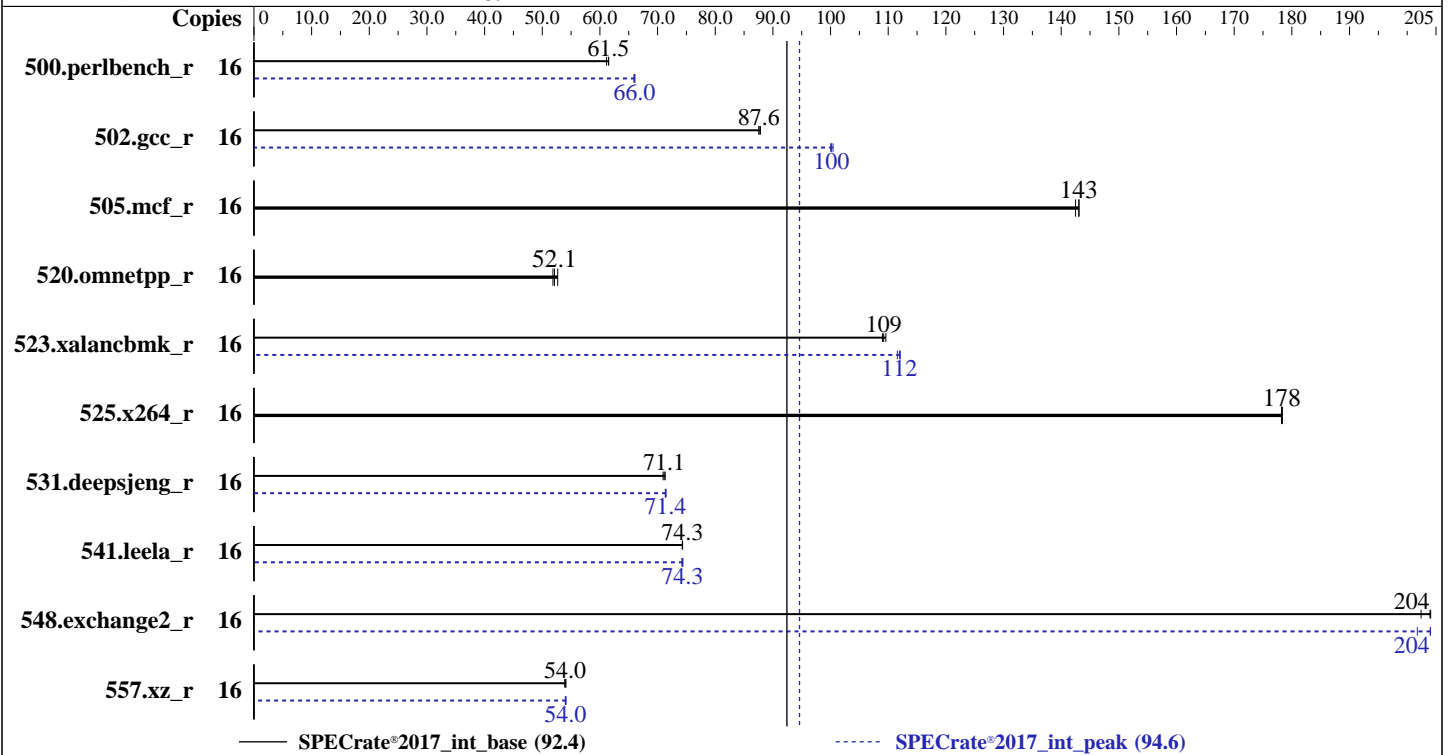 Copies 0 10.0 20.0 30.0 40.0 50.0 60.0 70.0 80.0 90.0 100 110 120 130 140 150 160 170 180 190 205
61.5
500.perlbench_r 16
66.0
87.6
502.gcc_r 16
100
143
505.mcf_r 16
52.1
520.omnetpp_r 16
109
523.xalancbmk_r 16
112
178
525.x264_r 16
71.1
531.deepsjeng_r 16
71.4
74.3
541.leela_r 16
74.3
204
548.exchange2_r 16
204
54.0
557.xz_r 16
54.0
SPECrate®2017_int_base (92.4) SPECrate®2017_int_peak (94.6)